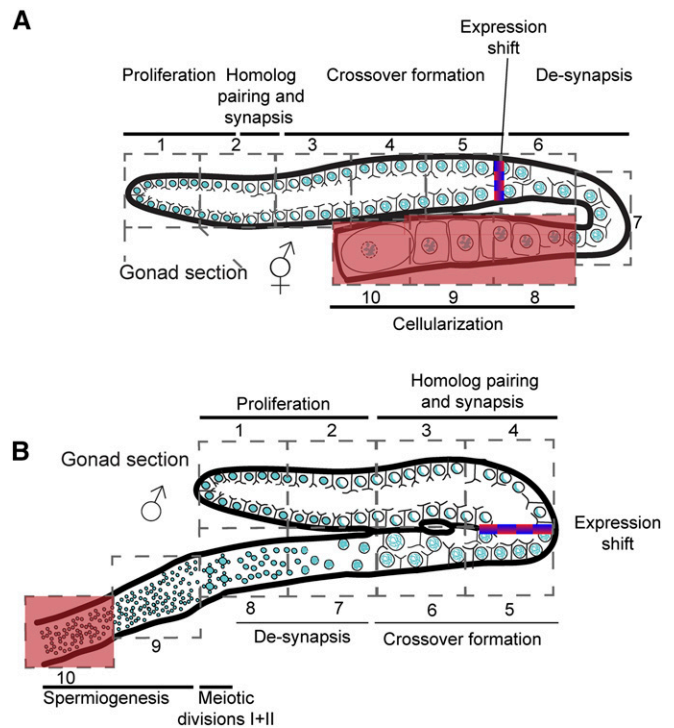 A
Expression
shift
Proliferation
Homolog
pairing and
synapsis
Crossover formation
De-synapsis
1 2 3 4 5 6
7
Gonad section
10 9 8
Cellularization
Homolog pairing
and synapsis
Proliferation
1 2 3 4
B
Gonad section
Expression
shift
8 7 6 5
9
De-synapsis Crossover formation
10
Spermiogenesis Meiotic
divisions I+II